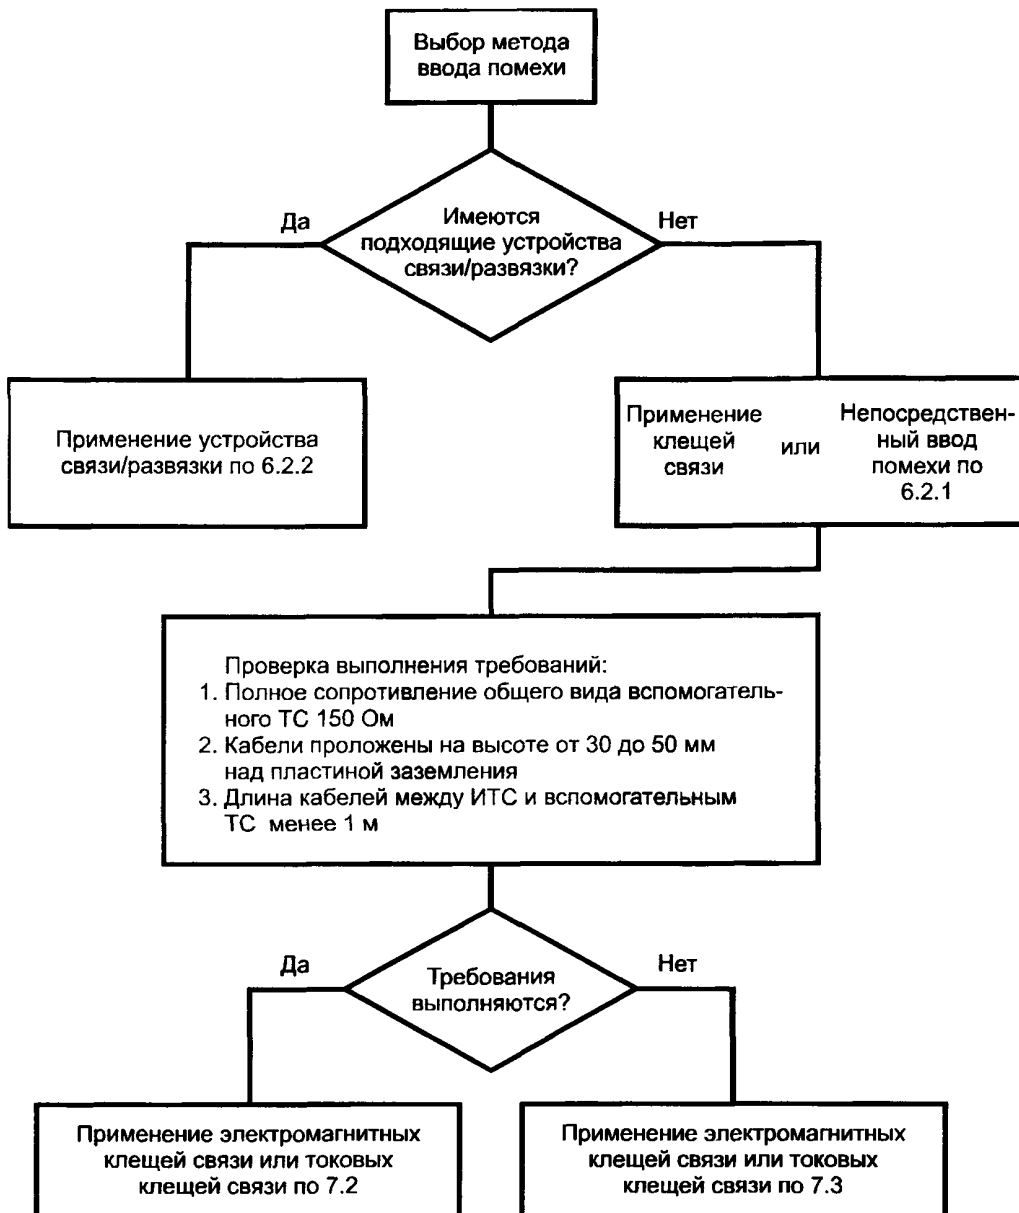 Выбор метода
ввода помехи
Имеются
подходящие устройства
связи/развязки?
Да
Нет
Применение устройства
связи/развязки по 6.2.2
Применение
клещей
связи
или
Непосредствен-
ный ввод
помехи по
6.2.1
Проверка выполнения требований:
1. Полное сопротивление общего вида вспомогатель-
ного ТС 150 Ом
2. Кабели проложены на высоте от 30 до 50 мм
над пластиной заземления
3. Длина кабелей между ИТС и вспомогательным
ТС менее 1 м
Требования
выполняются?
Да
Нет
Применение электромагнитных
клещей связи или токовых
клещей связи по 7.2
Применение электромагнитных
клещей связи или токовых
клещей связи по 7.3